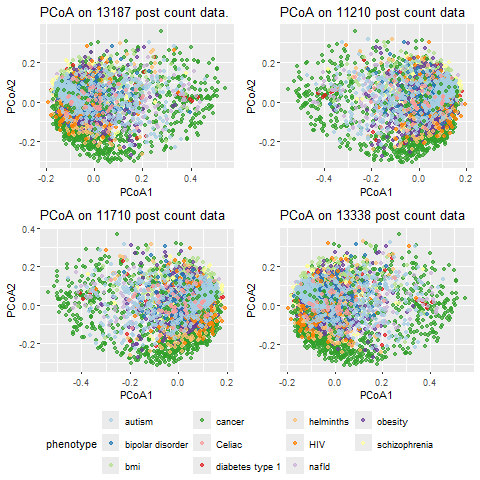 PCoA on 13187 post count data.
PCoA on 11210 post count data
PCoA2
0.2
0.0
-0.2
-0.2
0.0
0.2
0.4
PCoA1
PCoA2
0.2
0.0
-0.2
-0.4
-0.2
0.0
0.2
PCoA1
PCoA on 11710 post count data
PCoA on 13338 post count data
PCoA2
0.4
0.2
0.0
-0.2
-0.4
-0.2
0.0
0.2
PCoA1
PCoA2
0.2
0.0
-0.2
-0.2
0.0
0.2
0.4
PCoA1
phenotype
autism
cancer
helminths
obesity
bipolar disorder
Celiac
HIV
schizophrenia
bmi
diabetes type 1
nafld